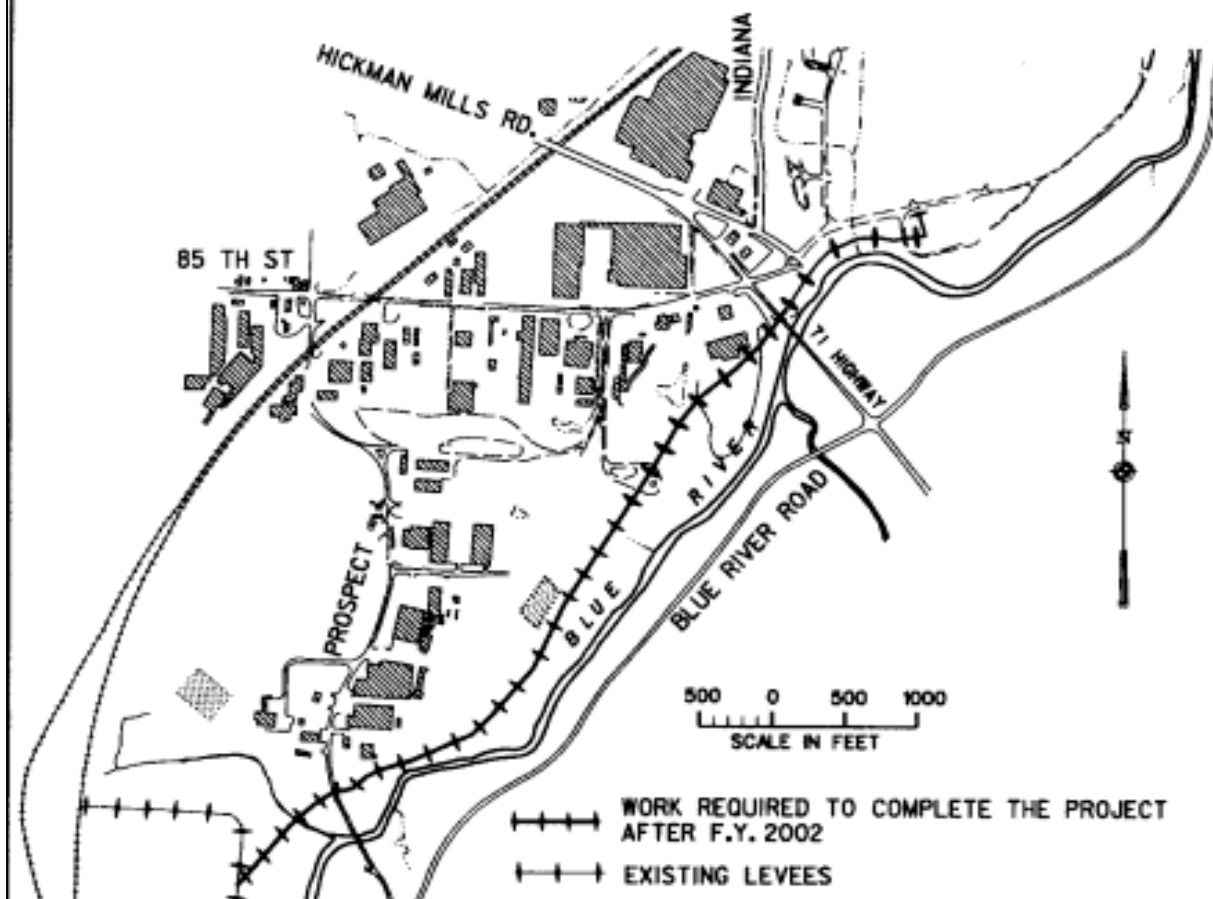 HICKMAN MILLS RD.
INDIANA
85 TH ST
71 HIGHWAY
BLUE RIVER
BLUE RIVER ROAD
PROSPECT
N
500 0 500 1000
SCALE IN FEET
WORK REQUIRED TO COMPLETE THE PROJECT
AFTER F.Y. 2002
EXISTING LEVEES